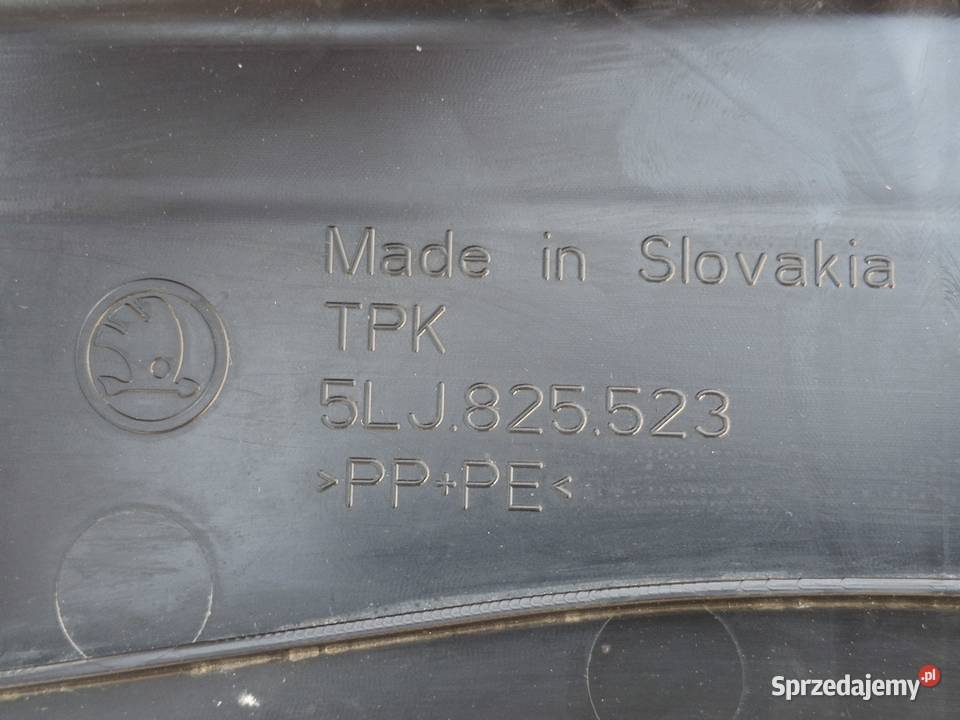 Made in Slovakia
TPK
5LJ.825.523
>PP+PE<
Sprzedajemy.pl